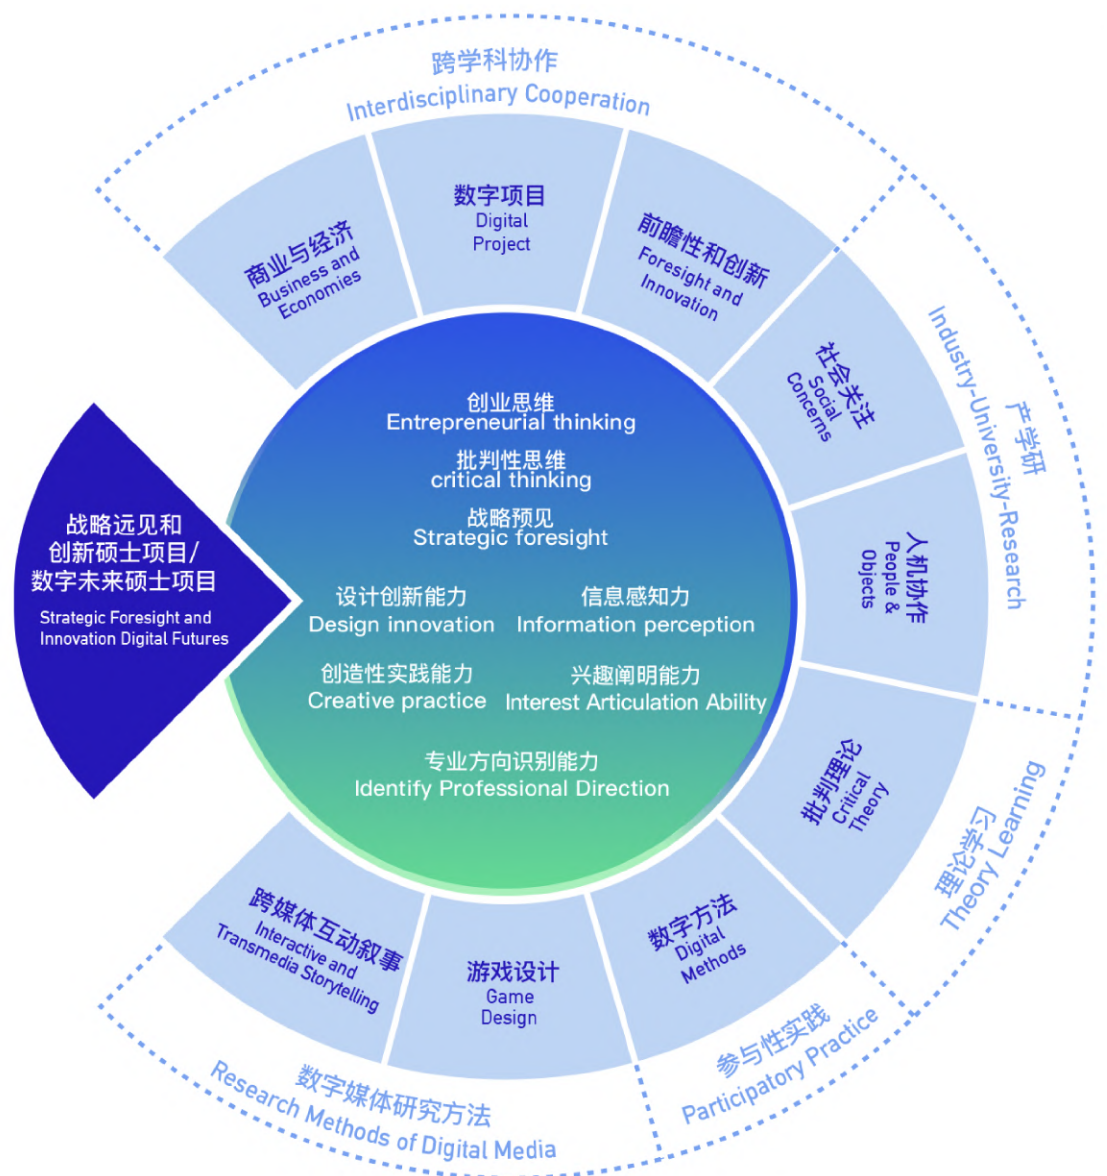 跨学科协作
Interdisciplinary Cooperation
商业与经济
Business and
Economies
数字项目
Digital
Project
前瞻性和创新
Foresight and
Innovation
产学研
Industry-University-Research
社会关注
Social
Concerns
人机协作
People &
Objects
理论学习
Theory Learning
批判理论
Critical
Theory
参与性实践
Participatory Practice
数字方法
Digital
Methods
数字媒体研究方法
Research Methods of Digital Media
游戏设计
Game
Design
跨媒体互动叙事
Interactive and
Transmedia Storytelling
战略远见和
创新硕士项目/
数字未来硕士项目
Strategic Foresight and
Innovation Digital Futures
创业思维
Entrepreneurial thinking
批判性思维
critical thinking
战略预见
Strategic foresight
设计创新能力
Design innovation
信息感知力
Information perception
创造性实践能力
Creative practice
兴趣阐明能力
Interest Articulation Ability
专业方向识别能力
Identify Professional Direction